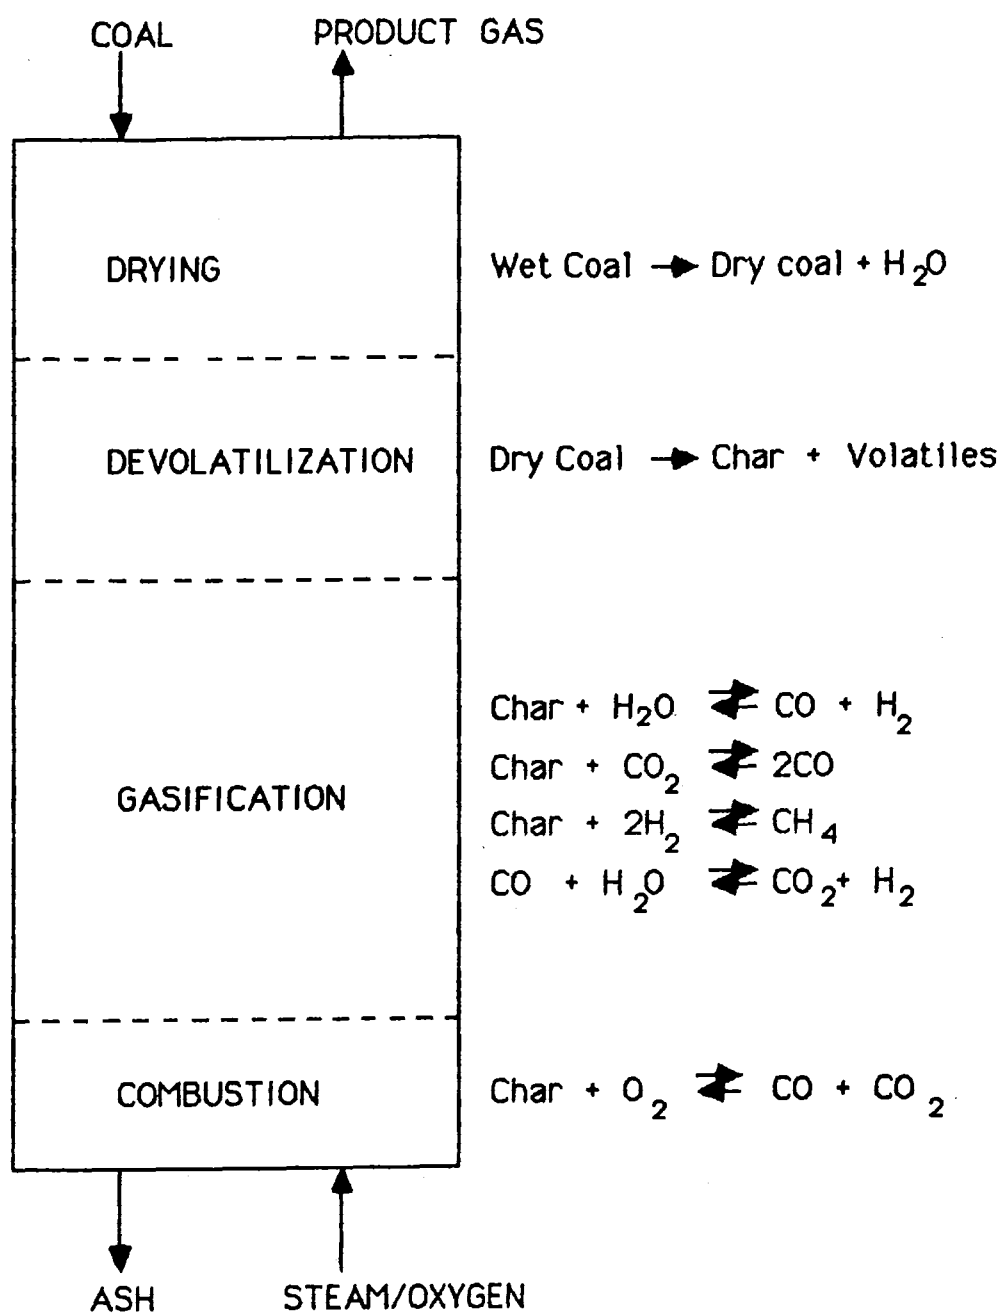 COAL PRODUCT GAS
DRYING Wet Coal → Dry coal + H₂O
DEVOLATILIZATION Dry Coal → Char + Volatiles
Char + H₂O ⇌ CO + H₂
Char + CO₂ ⇌ 2CO
GASIFICATION
Char + 2H₂ ⇌ CH₄
CO + H₂O ⇌ CO₂ + H₂
COMBUSTION Char + O₂ ⇌ CO + CO₂
ASH STEAM/OXYGEN